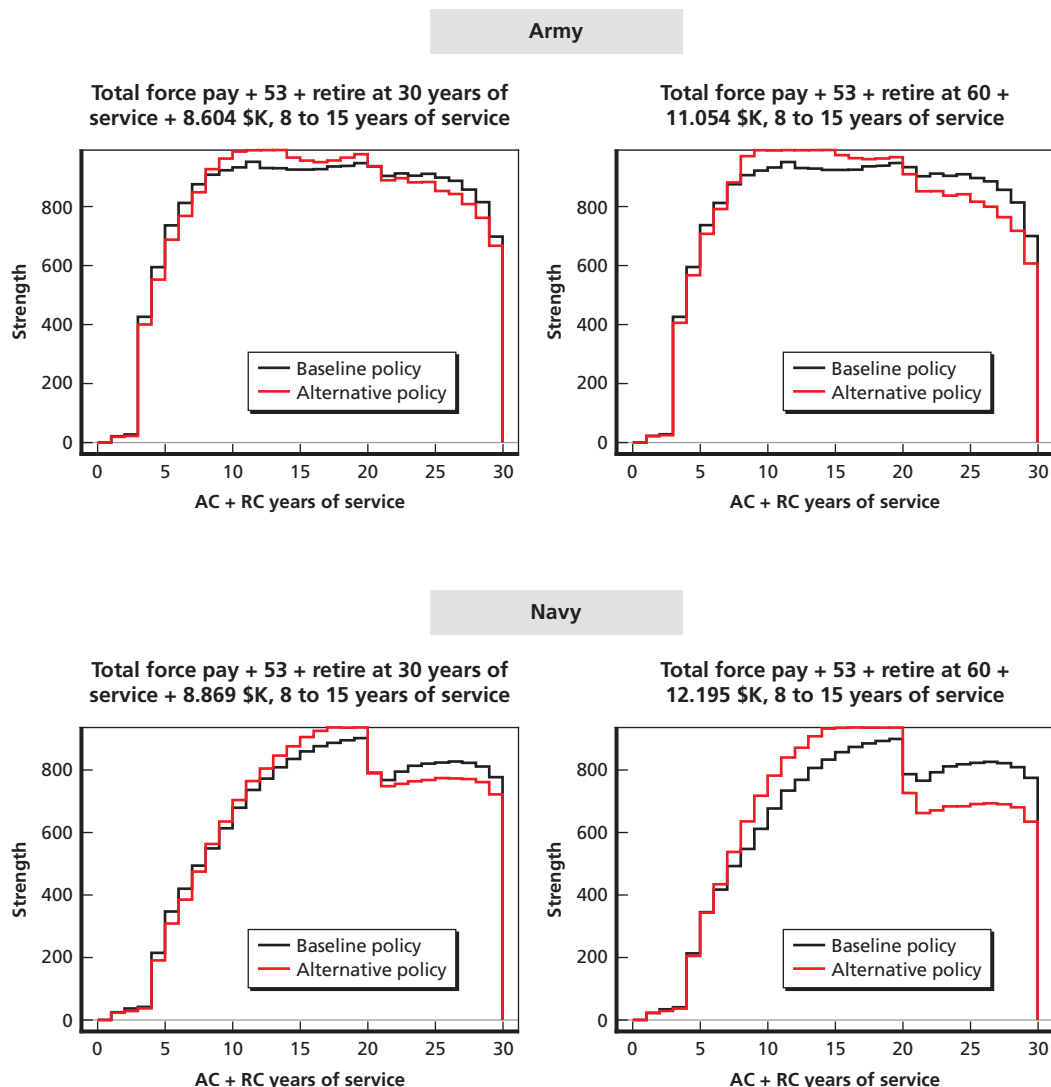 Army
Total force pay + 53 + retire at 30 years of
service + 8.604 $K, 8 to 15 years of service
800
600
400
200
0
Strength
Baseline policy
Alternative policy
0 5 10 15 20 25 30
AC + RC years of service
Total force pay + 53 + retire at 60 +
11.054 $K, 8 to 15 years of service
800
600
400
200
0
Strength
Baseline policy
Alternative policy
0 5 10 15 20 25 30
AC + RC years of service
Navy
Total force pay + 53 + retire at 30 years of
service + 8.869 $K, 8 to 15 years of service
800
600
400
200
0
Strength
Baseline policy
Alternative policy
0 5 10 15 20 25 30
AC + RC years of service
Total force pay + 53 + retire at 60 +
12.195 $K, 8 to 15 years of service
800
600
400
200
0
Strength
Baseline policy
Alternative policy
0 5 10 15 20 25 30
AC + RC years of service